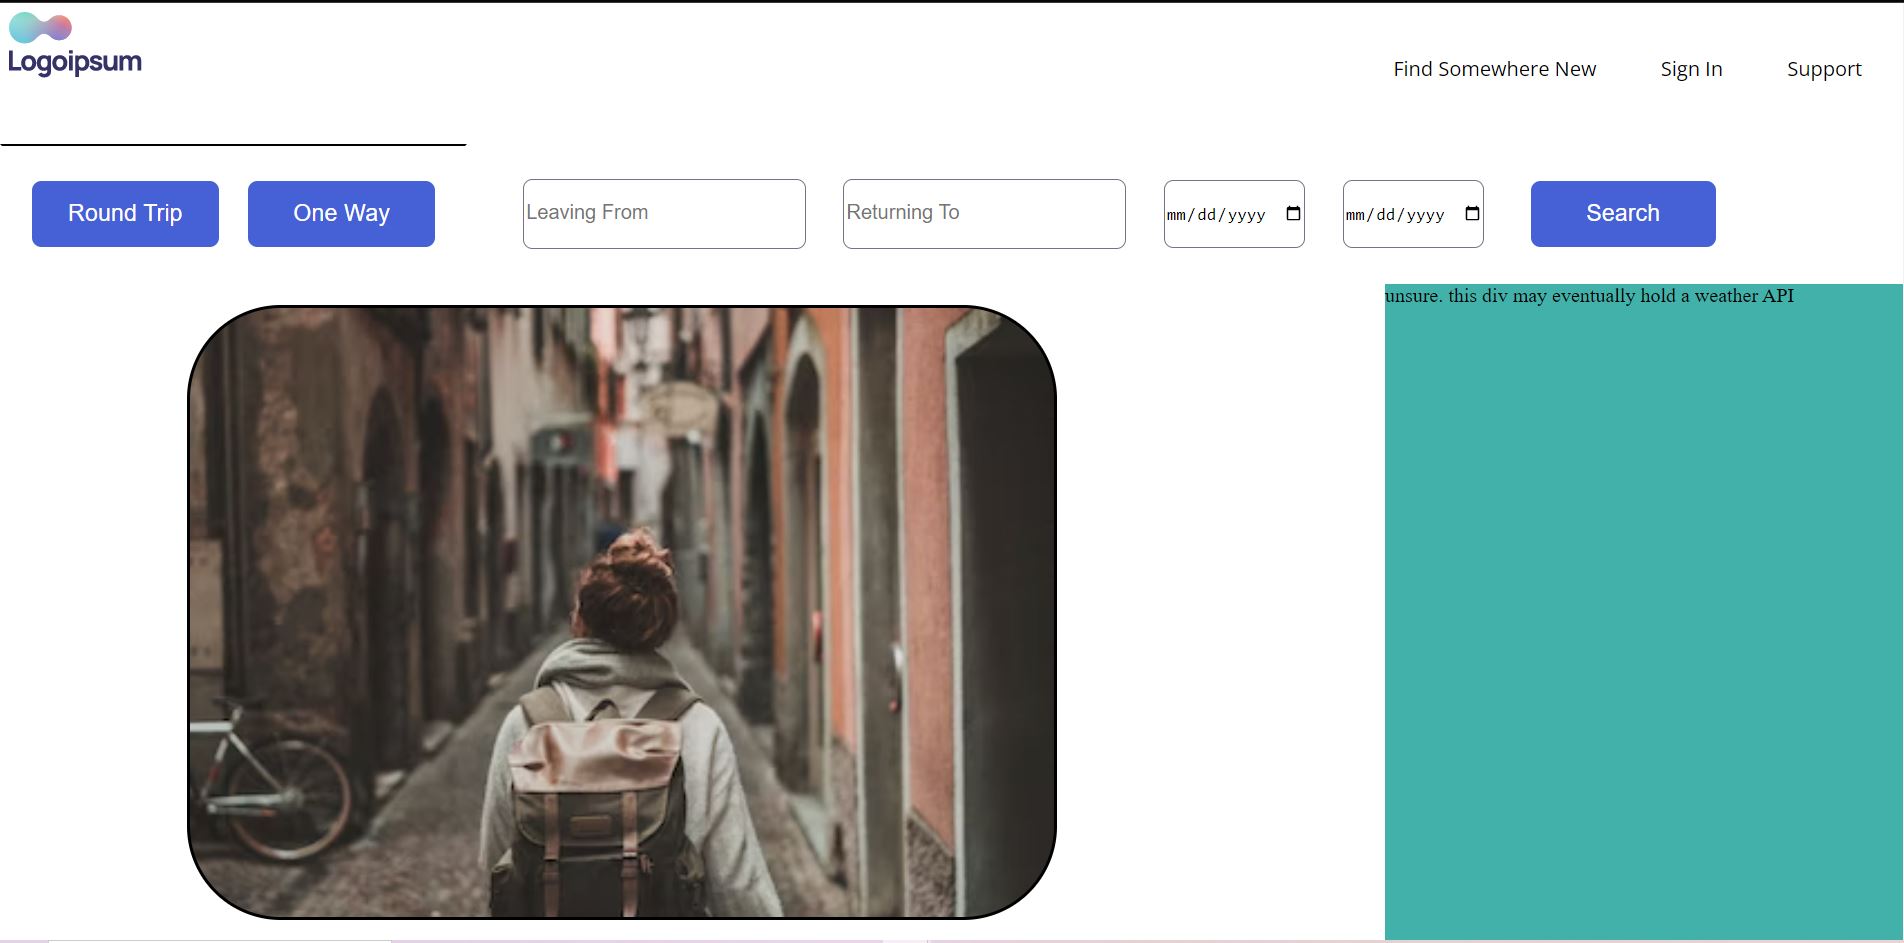 Logoipsum
Find Somewhere New Sign In Support
Round Trip One Way Leaving From Returning To mm/dd/yyyy mm/dd/yyyy Search
unsure. this div may eventually hold a weather API